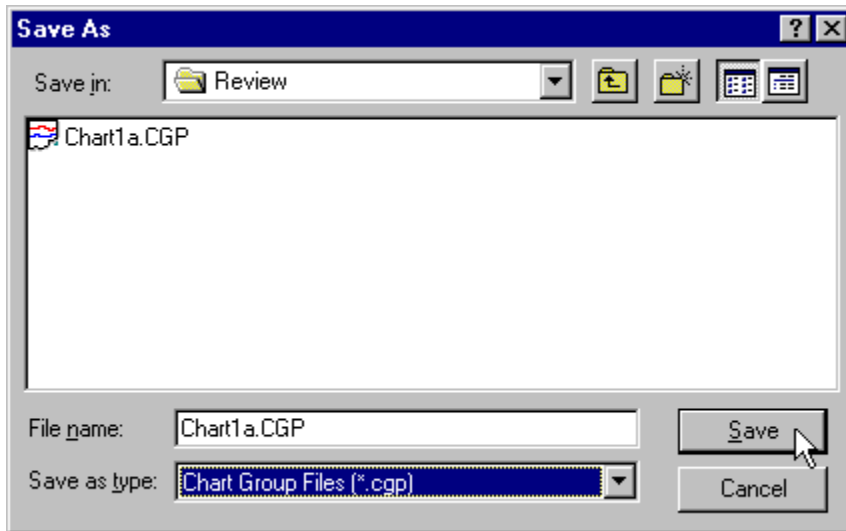 Save As
Save in: Review
Chart1a.CGP
File name: Chart1a.CGP Save
Save as type: Chart Group Files (*.cgp) Cancel